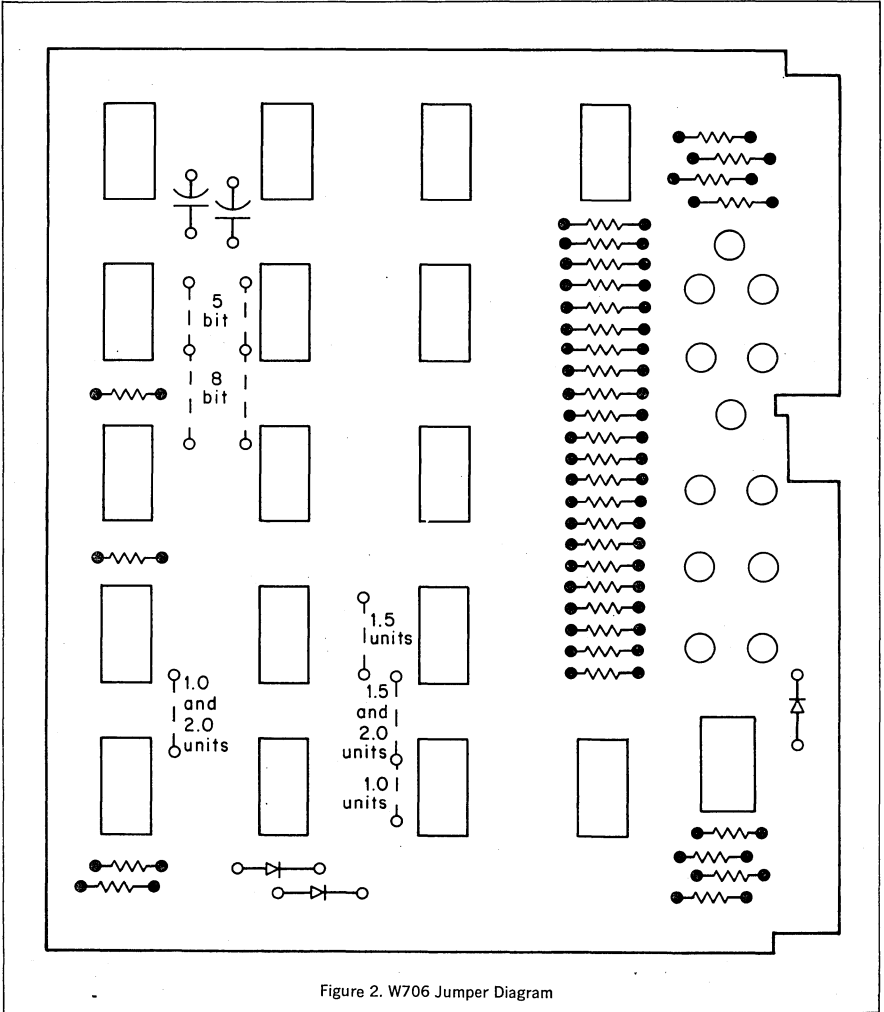 5
bit
8
bit
1.5
units
1.0
and
2.0
units
1.5
and
2.0
units
1.0
units
Figure 2. W706 Jumper Diagram